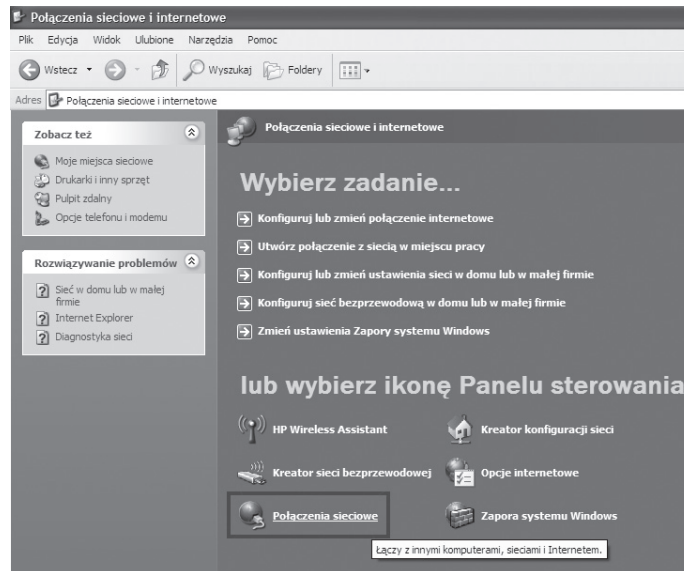 Połączenia sieciowe i internetowe
Plik Edycja Widok Ulubione Narzędzia Pomoc
Wstecz Wyszukaj Foldery
Adres Połączenia sieciowe i internetowe
Zobacz też
Moje miejsca sieciowe
Drukarki i inny sprzęt
Pulpit zdalny
Opcje telefonu i modemu
Rozwiązywanie problemów
Sieć w domu lub w małej
firmie
Internet Explorer
Diagnostyka sieci
Połączenia sieciowe i internetowe
Wybierz zadanie...
Konfiguruj lub zmień połączenie internetowe
Utwórz połączenie z siecią w miejscu pracy
Konfiguruj lub zmień ustawienia sieci w domu lub w małej firmie
Konfiguruj sieć bezprzewodową w domu lub w małej firmie
Zmień ustawienia Zapory systemu Windows
lub wybierz ikonę Panelu sterowania
HP Wireless Assistant Kreator konfiguracji sieci
Kreator sieci bezprzewodowej Opcje internetowe
Połączenia sieciowe Zapora systemu Windows
Łączy z innymi komputerami, sieciami i Internetem.